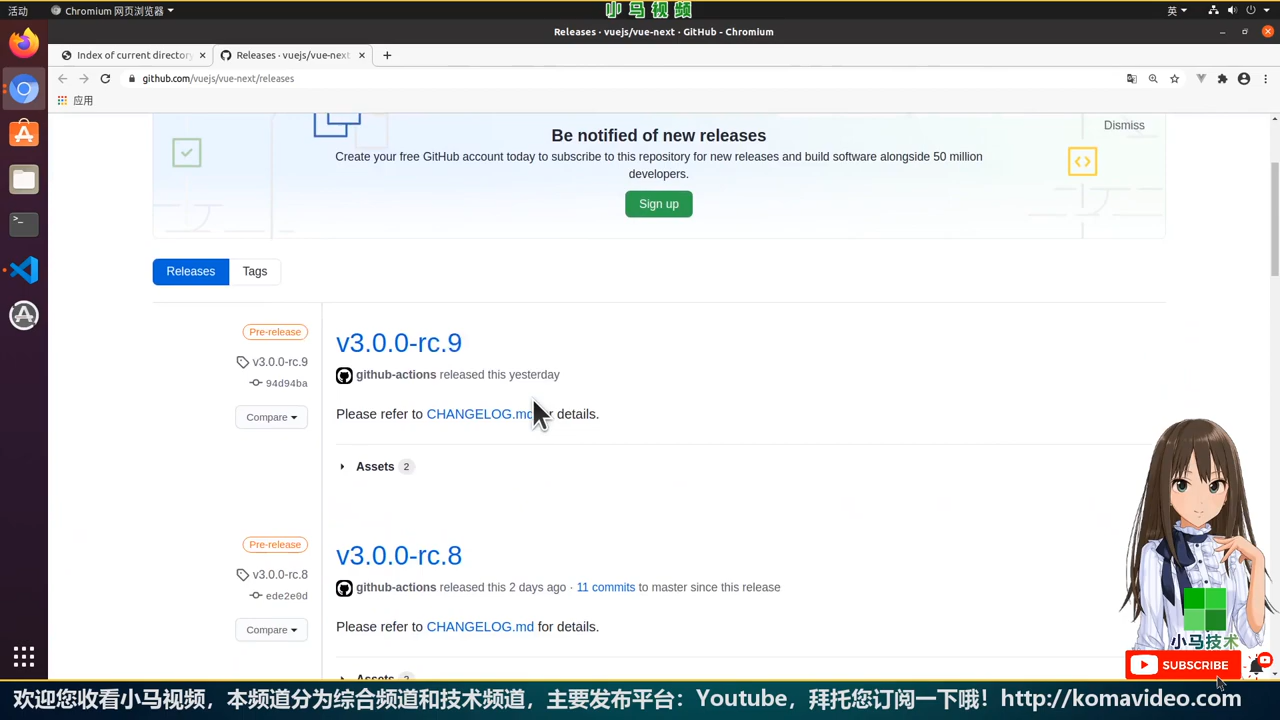 活动
Chromium 网页浏览器
小马视频
英
Releases · vuejs/vue-next · GitHub - Chromium
Index of current directory
Releases · vuejs/vue-next
github.com/vuejs/vue-next/releases
应用
Dismiss
Be notified of new releases
Create your free GitHub account today to subscribe to this repository for new releases and build software alongside 50 million
developers.
Sign up
Releases
Tags
Pre-release
v3.0.0-rc.9
v3.0.0-rc.9
github-actions released this yesterday
94d94ba
Compare
Please refer to CHANGELOG.md for details.
Assets 2
Pre-release
v3.0.0-rc.8
v3.0.0-rc.8
github-actions released this 2 days ago · 11 commits to master since this release
ede2e0d
Compare
Please refer to CHANGELOG.md for details.
Assets 2
小马技术
SUBSCRIBE
欢迎您收看小马视频，本频道分为综合频道和技术频道，主要发布平台：Youtube，拜托您订阅一下哦！http://komavideo.com